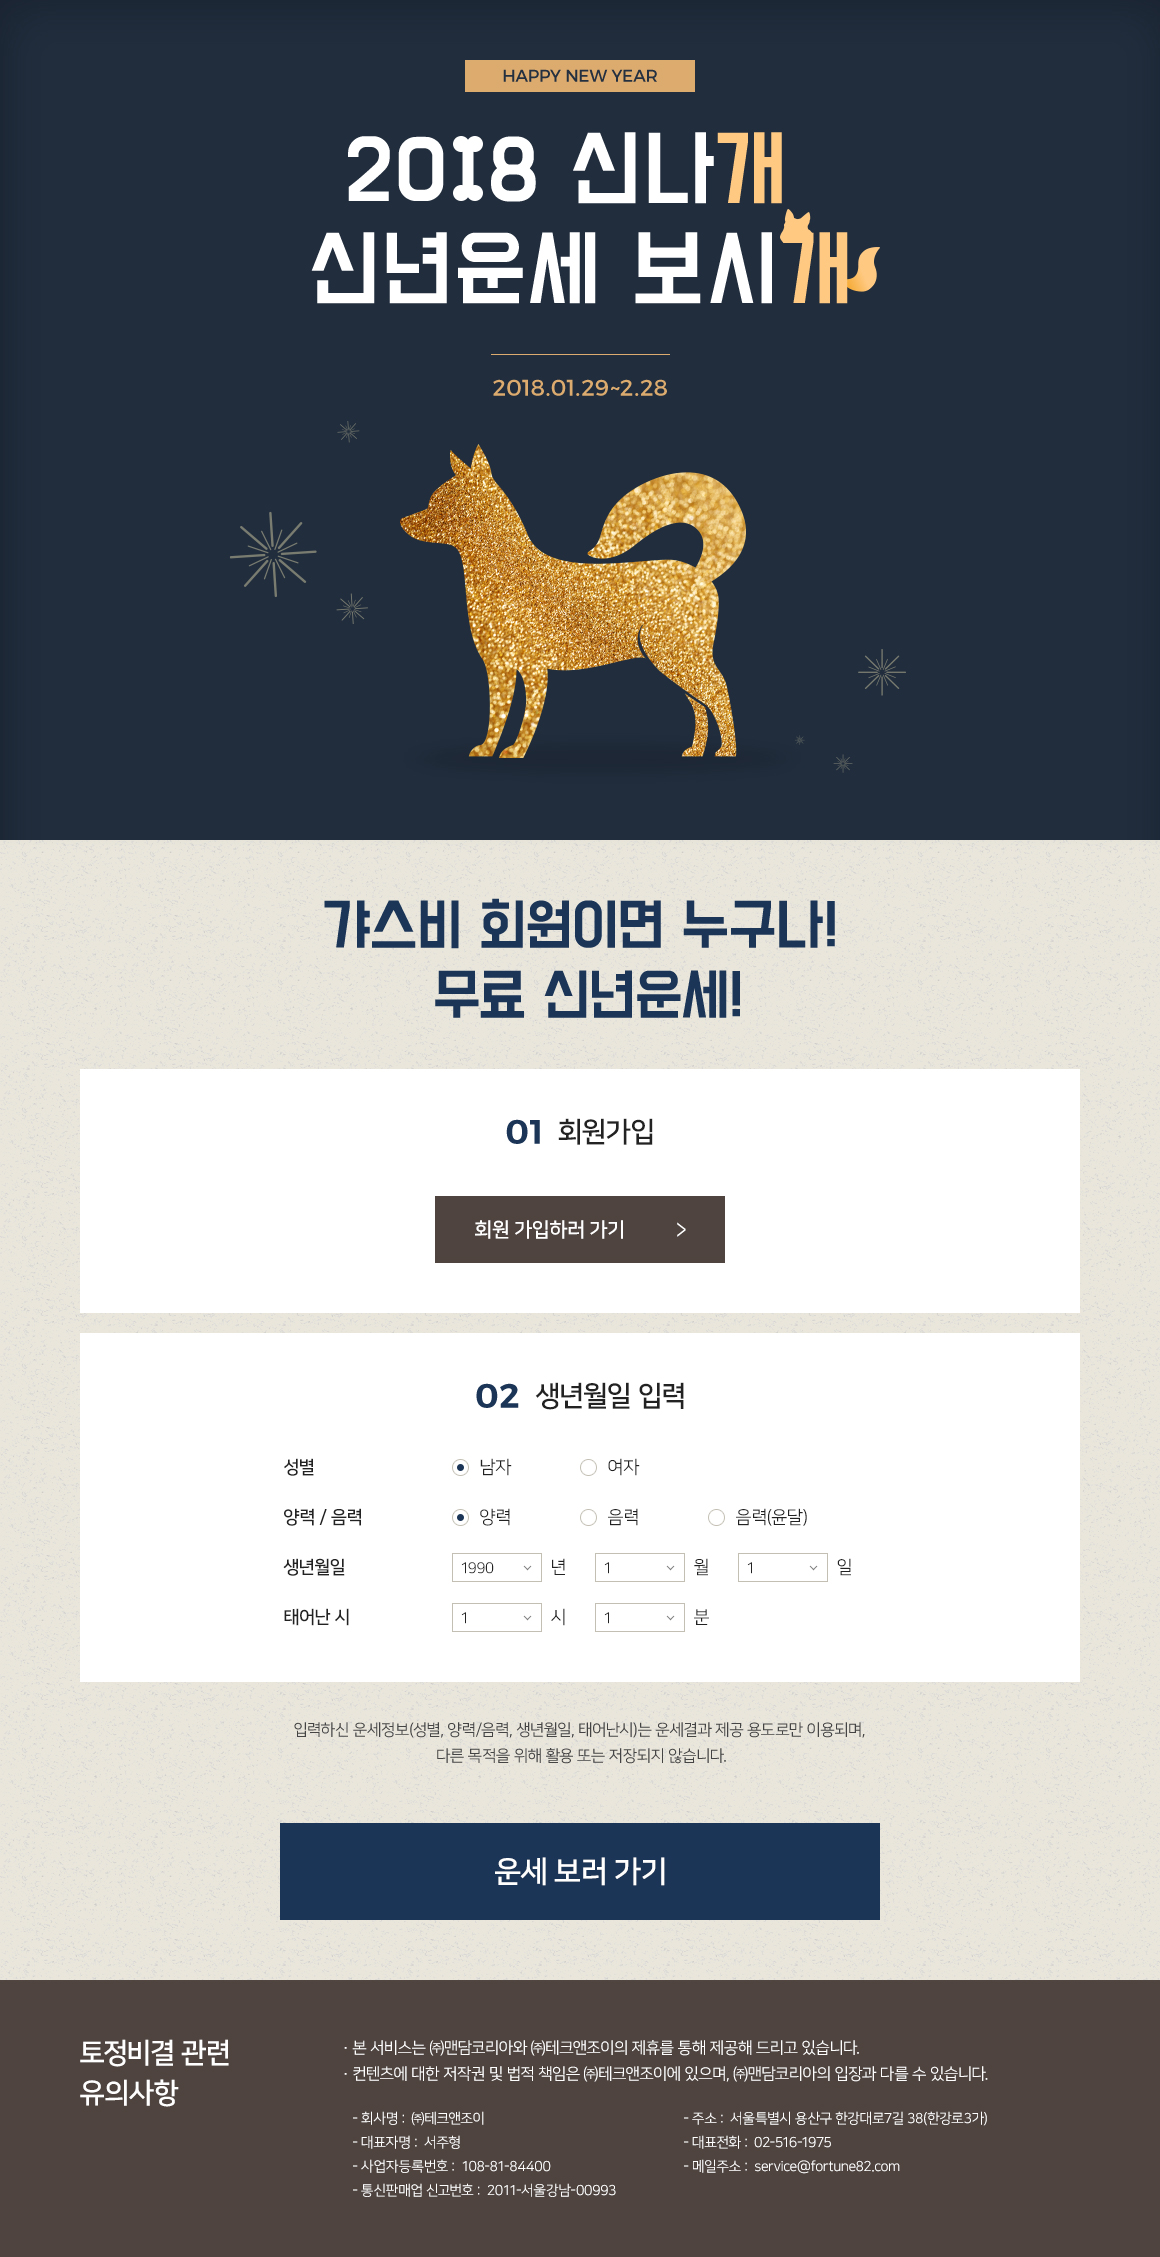 HAPPY NEW YEAR
2018 신나개
신년운세 보시개
2018.01.29~2.28
갸스비 회원이면 누구나!
무료 신년운세!
01 회원가입
회원 가입하러 가기 >
02 생년월일 입력
성별 남자 여자
양력 / 음력 양력 음력 음력(윤달)
생년월일 1990 년 1 월 1 일
태어난 시 1 시 1 분
입력하신 운세정보(성별, 양력/음력, 생년월일, 태어난시)는 운세결과 제공 용도로만 이용되며,
다른 목적을 위해 활용 또는 저장되지 않습니다.
운세 보러 가기
토정비결 관련
유의사항
· 본 서비스는 ㈜맨담코리아와 ㈜테크앤조이의 제휴를 통해 제공해 드리고 있습니다.
· 컨텐츠에 대한 저작권 및 법적 책임은 ㈜테크앤조이에 있으며, ㈜맨담코리아의 입장과 다를 수 있습니다.
- 회사명 : ㈜테크앤조이
- 대표자명 : 서주형
- 사업자등록번호 : 108-81-84400
- 통신판매업 신고번호 : 2011-서울강남-00993
- 주소 : 서울특별시 용산구 한강대로7길 38(한강로3가)
- 대표전화 : 02-516-1975
- 메일주소 : service@fortune82.com